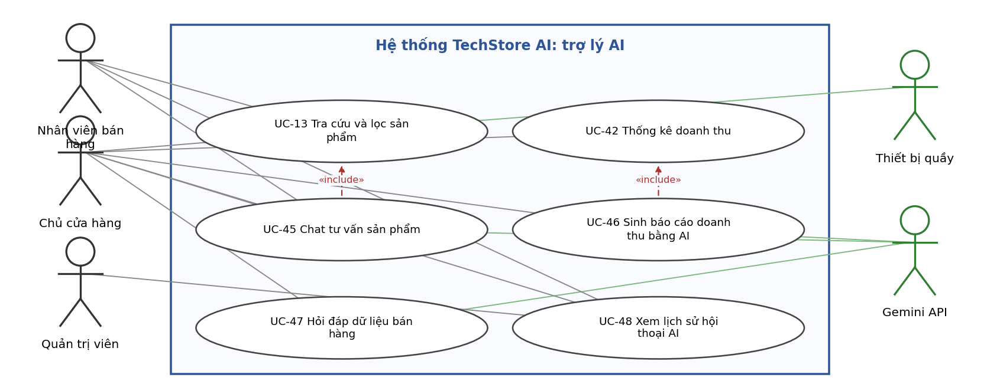 Hệ thống TechStore AI: trợ lý AI
Nhân viên bán
hàng
Chủ cửa hàng
Quản trị viên
UC-13 Tra cứu và lọc sản
phẩm
UC-42 Thống kê doanh thu
«include»
«include»
UC-45 Chat tư vấn sản phẩm
UC-46 Sinh báo cáo doanh
thu bằng AI
UC-47 Hỏi đáp dữ liệu bán
hàng
UC-48 Xem lịch sử hội
thoại AI
Thiết bị quầy
Gemini API